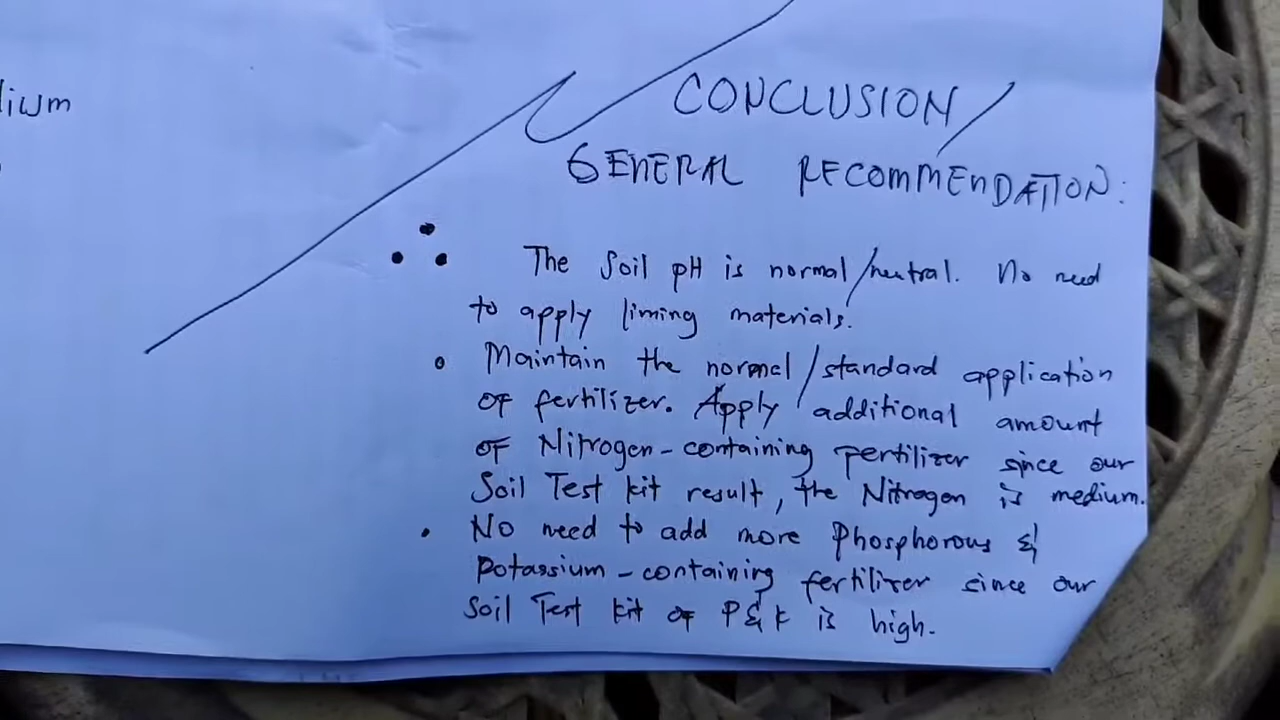 CONCLUSION/
GENERAL RECOMMENDATION:
The Soil pH is normal/neutral. No need
to apply liming materials.
Maintain the normal/standard application
of fertilizer. Apply additional amount
of Nitrogen-containing fertilizer since our
Soil Test kit result, the Nitrogen is medium.
No need to add more Phosphorous &
Potassium-containing fertilizer since our
Soil Test kit of P & K is high.